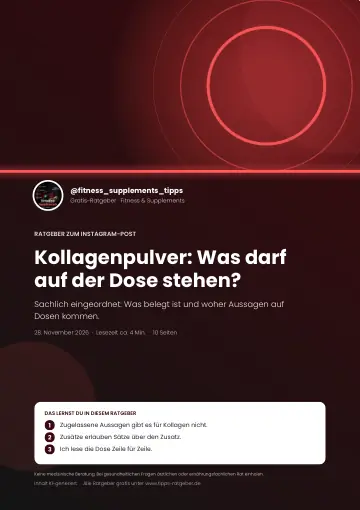 @fitness_supplements_tipps
Gratis-Ratgeber · Fitness & Supplements
RATGEBER ZUM INSTAGRAM-POST
Kollagenpulver: Was darf
auf der Dose stehen?
Sachlich eingeordnet: Was belegt ist und woher Aussagen auf
Dosen kommen.
28. November 2026 · Lesezeit ca. 4 Min. · 10 Seiten
DAS LERNST DU IN DIESEM RATGEBER
1 Zugelassene Aussagen gibt es für Kollagen nicht.
2 Zusätze erlauben Sätze über den Zusatz.
3 Ich lese die Dose Zeile für Zeile.
Keine medizinische Beratung. Bei gesundheitlichen Fragen ärztlichen oder ernährungsfachlichen Rat einholen.
Inhalt KI-generiert · Alle Ratgeber gratis unter www.tipps-ratgeber.de